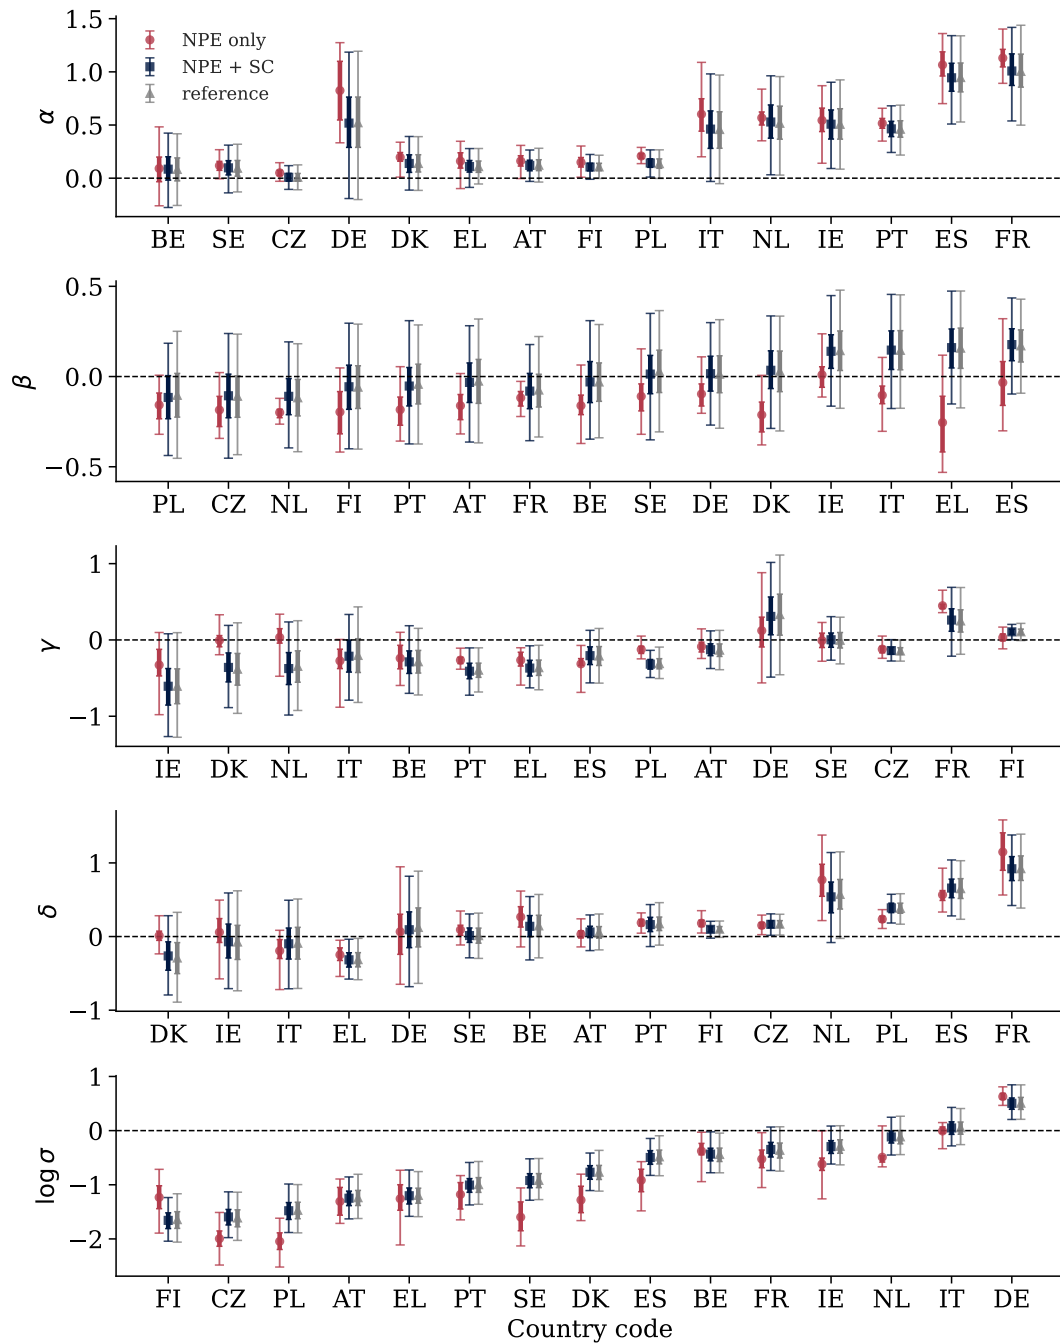 1.5
1.0
0.5
0.0
α
NPE only
NPE + SC
reference
BE SE CZ DE DK EL AT FI PL IT NL IE PT ES FR
0.5
0.0
−0.5
β
PL CZ NL FI PT AT FR BE SE DE DK IE IT EL ES
1
0
−1
γ
IE DK NL IT BE PT EL ES PL AT DE SE CZ FR FI
1
0
−1
δ
DK IE IT EL DE SE BE AT PT FI CZ NL PL ES FR
1
0
−1
−2
log σ
FI CZ PL AT EL PT SE DK ES BE FR IE NL IT DE
Country code